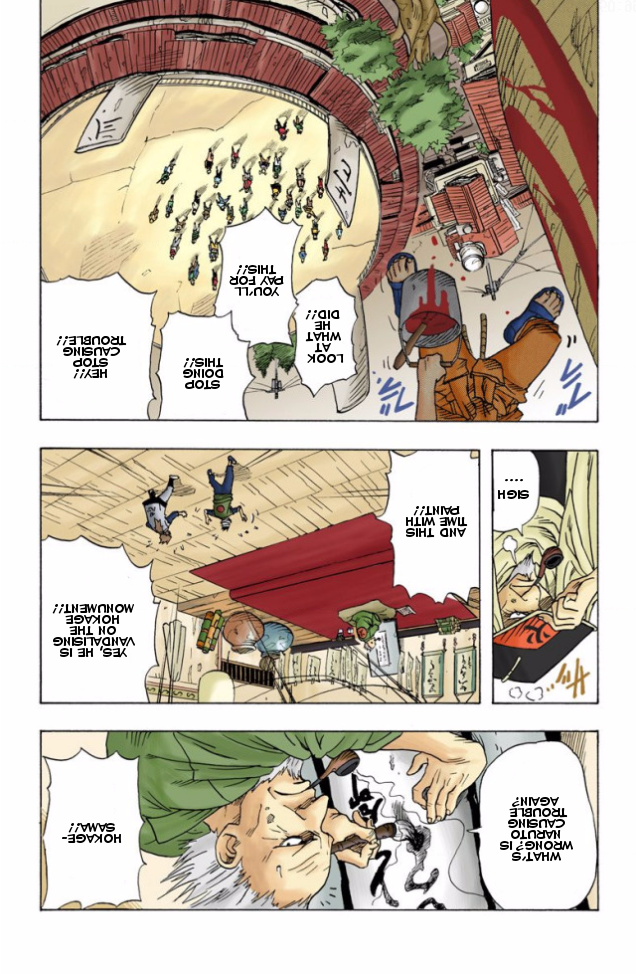 HOKAGE-
SAMA!!
WHAT'S
WRONG? IS
NARUTO
CAUSING
TROUBLE
AGAIN?
YES, HE IS
VANDALISING
ON THE
HOKAGE
MONUMENT!!
AND THIS
TIME WITH
PAINT!!
SIGH
....
HEY!!!
STOP
CAUSING
TROUBLE!!
STOP
DOING
THIS!!
YOU'LL
PAY FOR
THIS!!
LOOK
AT
WHAT
HE
DID!!